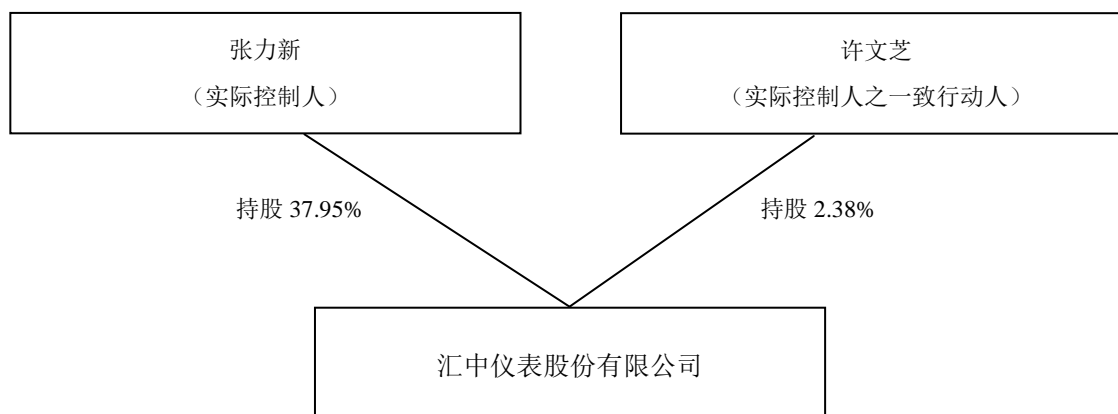 张力新
（实际控制人）
许文芝
（实际控制人之一致行动人）
持股 37.95%
持股 2.38%
汇中仪表股份有限公司